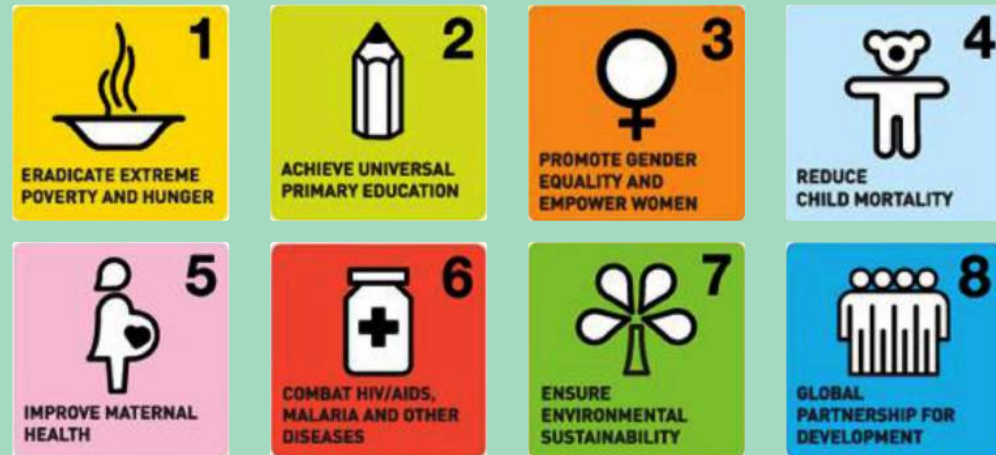 1
ERADICATE EXTREME
POVERTY AND HUNGER
2
ACHIEVE UNIVERSAL
PRIMARY EDUCATION
3
PROMOTE GENDER
EQUALITY AND
EMPOWER WOMEN
4
REDUCE
CHILD MORTALITY
5
IMPROVE MATERNAL
HEALTH
6
COMBAT HIV/AIDS,
MALARIA AND OTHER
DISEASES
7
ENSURE
ENVIRONMENTAL
SUSTAINABILITY
8
GLOBAL
PARTNERSHIP FOR
DEVELOPMENT